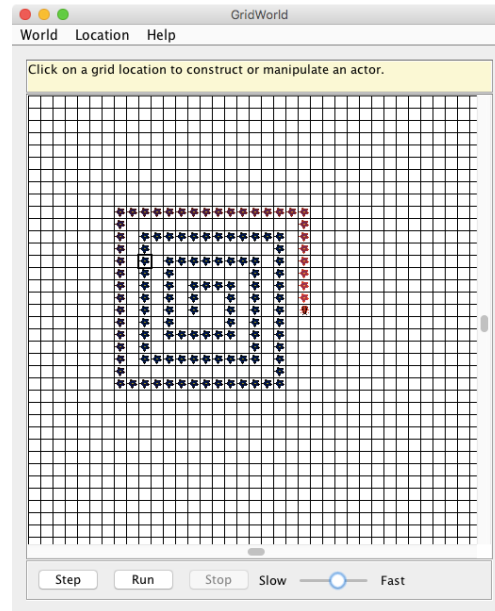 GridWorld
World Location Help
Click on a grid location to construct or manipulate an actor.
Step Run Stop Slow Fast